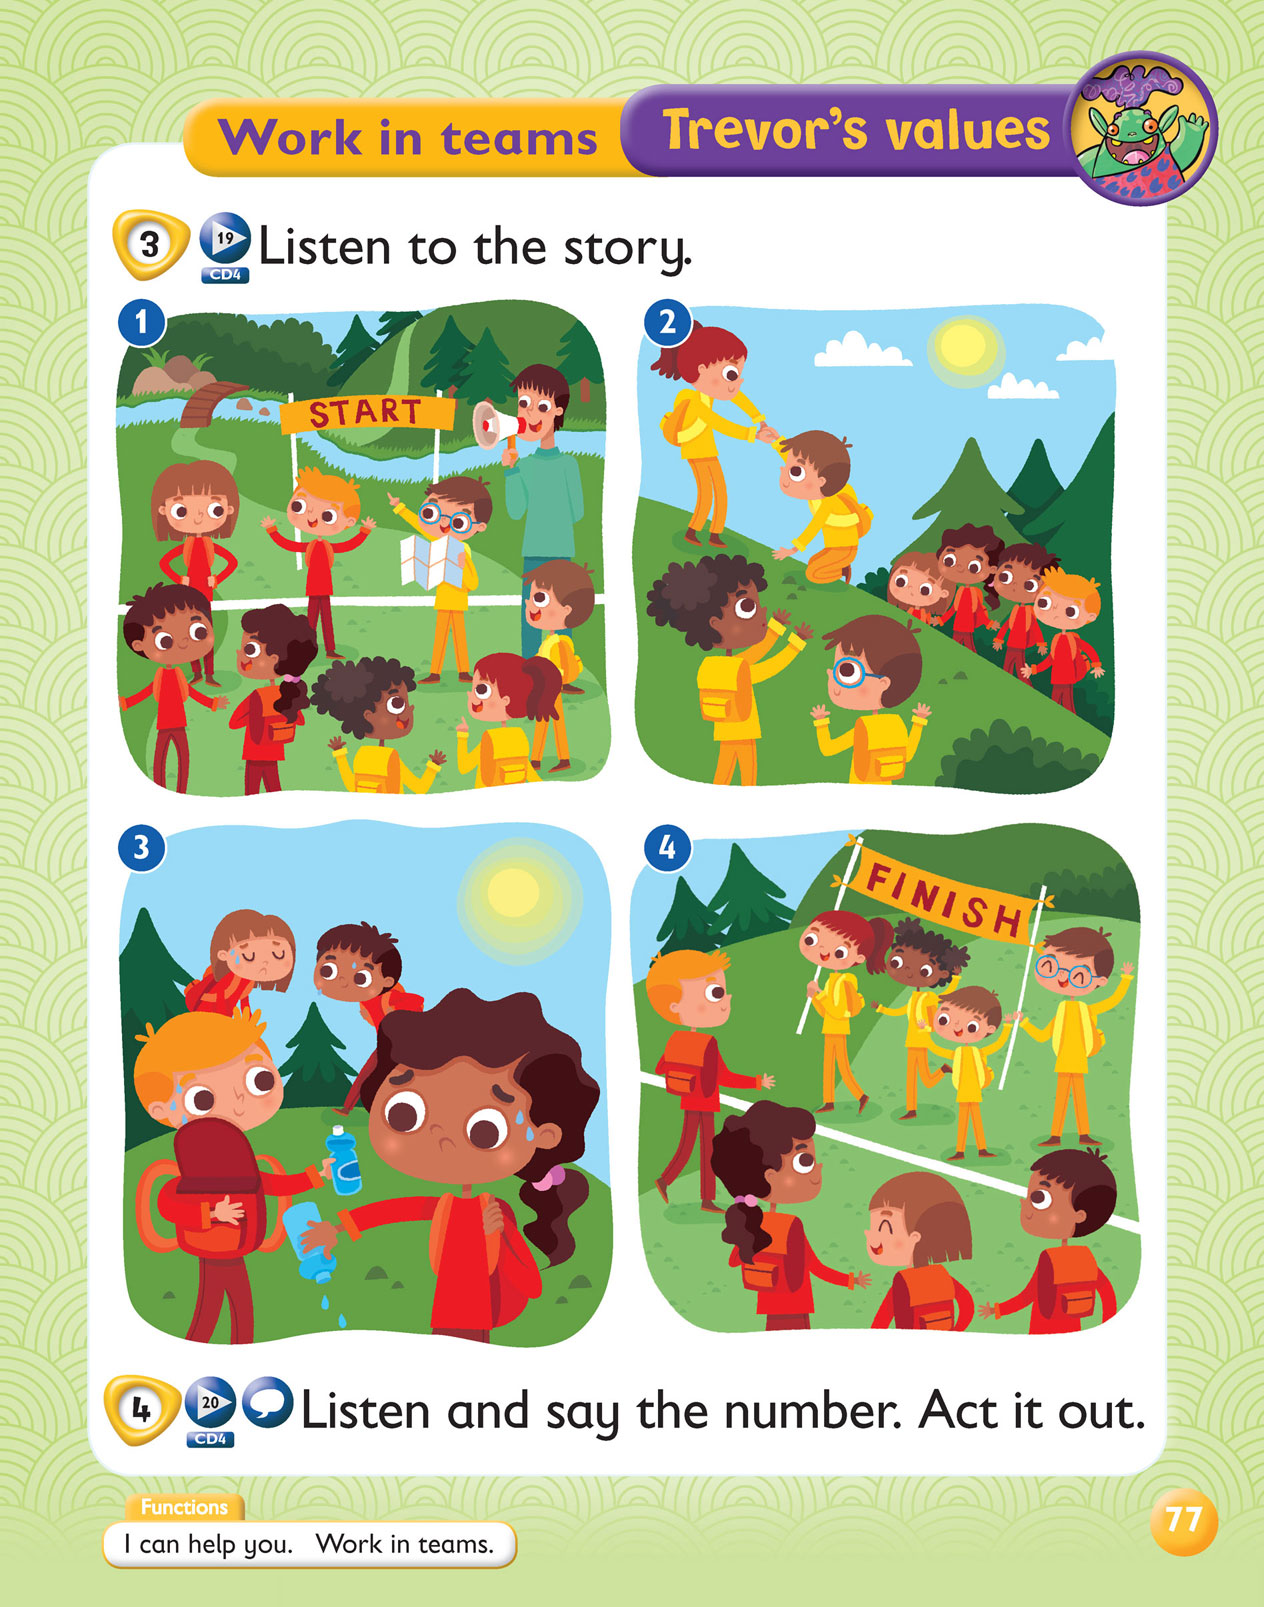 Work in teams Trevor's values
3 19 CD4 Listen to the story.
1
START
2
3
4
FINISH
4 20 CD4 Listen and say the number. Act it out.
Functions
I can help you. Work in teams.
77